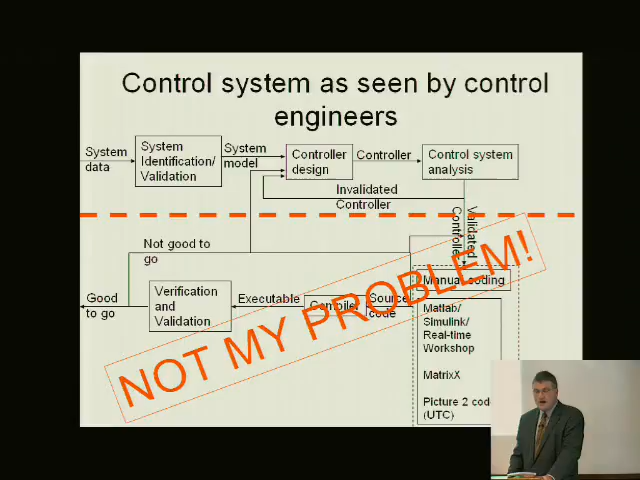 Control system as seen by control
engineers
System
data
System
Identification/
Validation
System
model
Controller
design
Controller
Control system
analysis
Invalidated
Controller
Validated
Controller
Not good to
go
Good
to go
Verification
and
Validation
Executable
Compiler
Source
code
Manual coding
Matlab/
Simulink/
Real-time
Workshop
MatrixX
Picture 2 code
(UTC)
NOT MY PROBLEM!